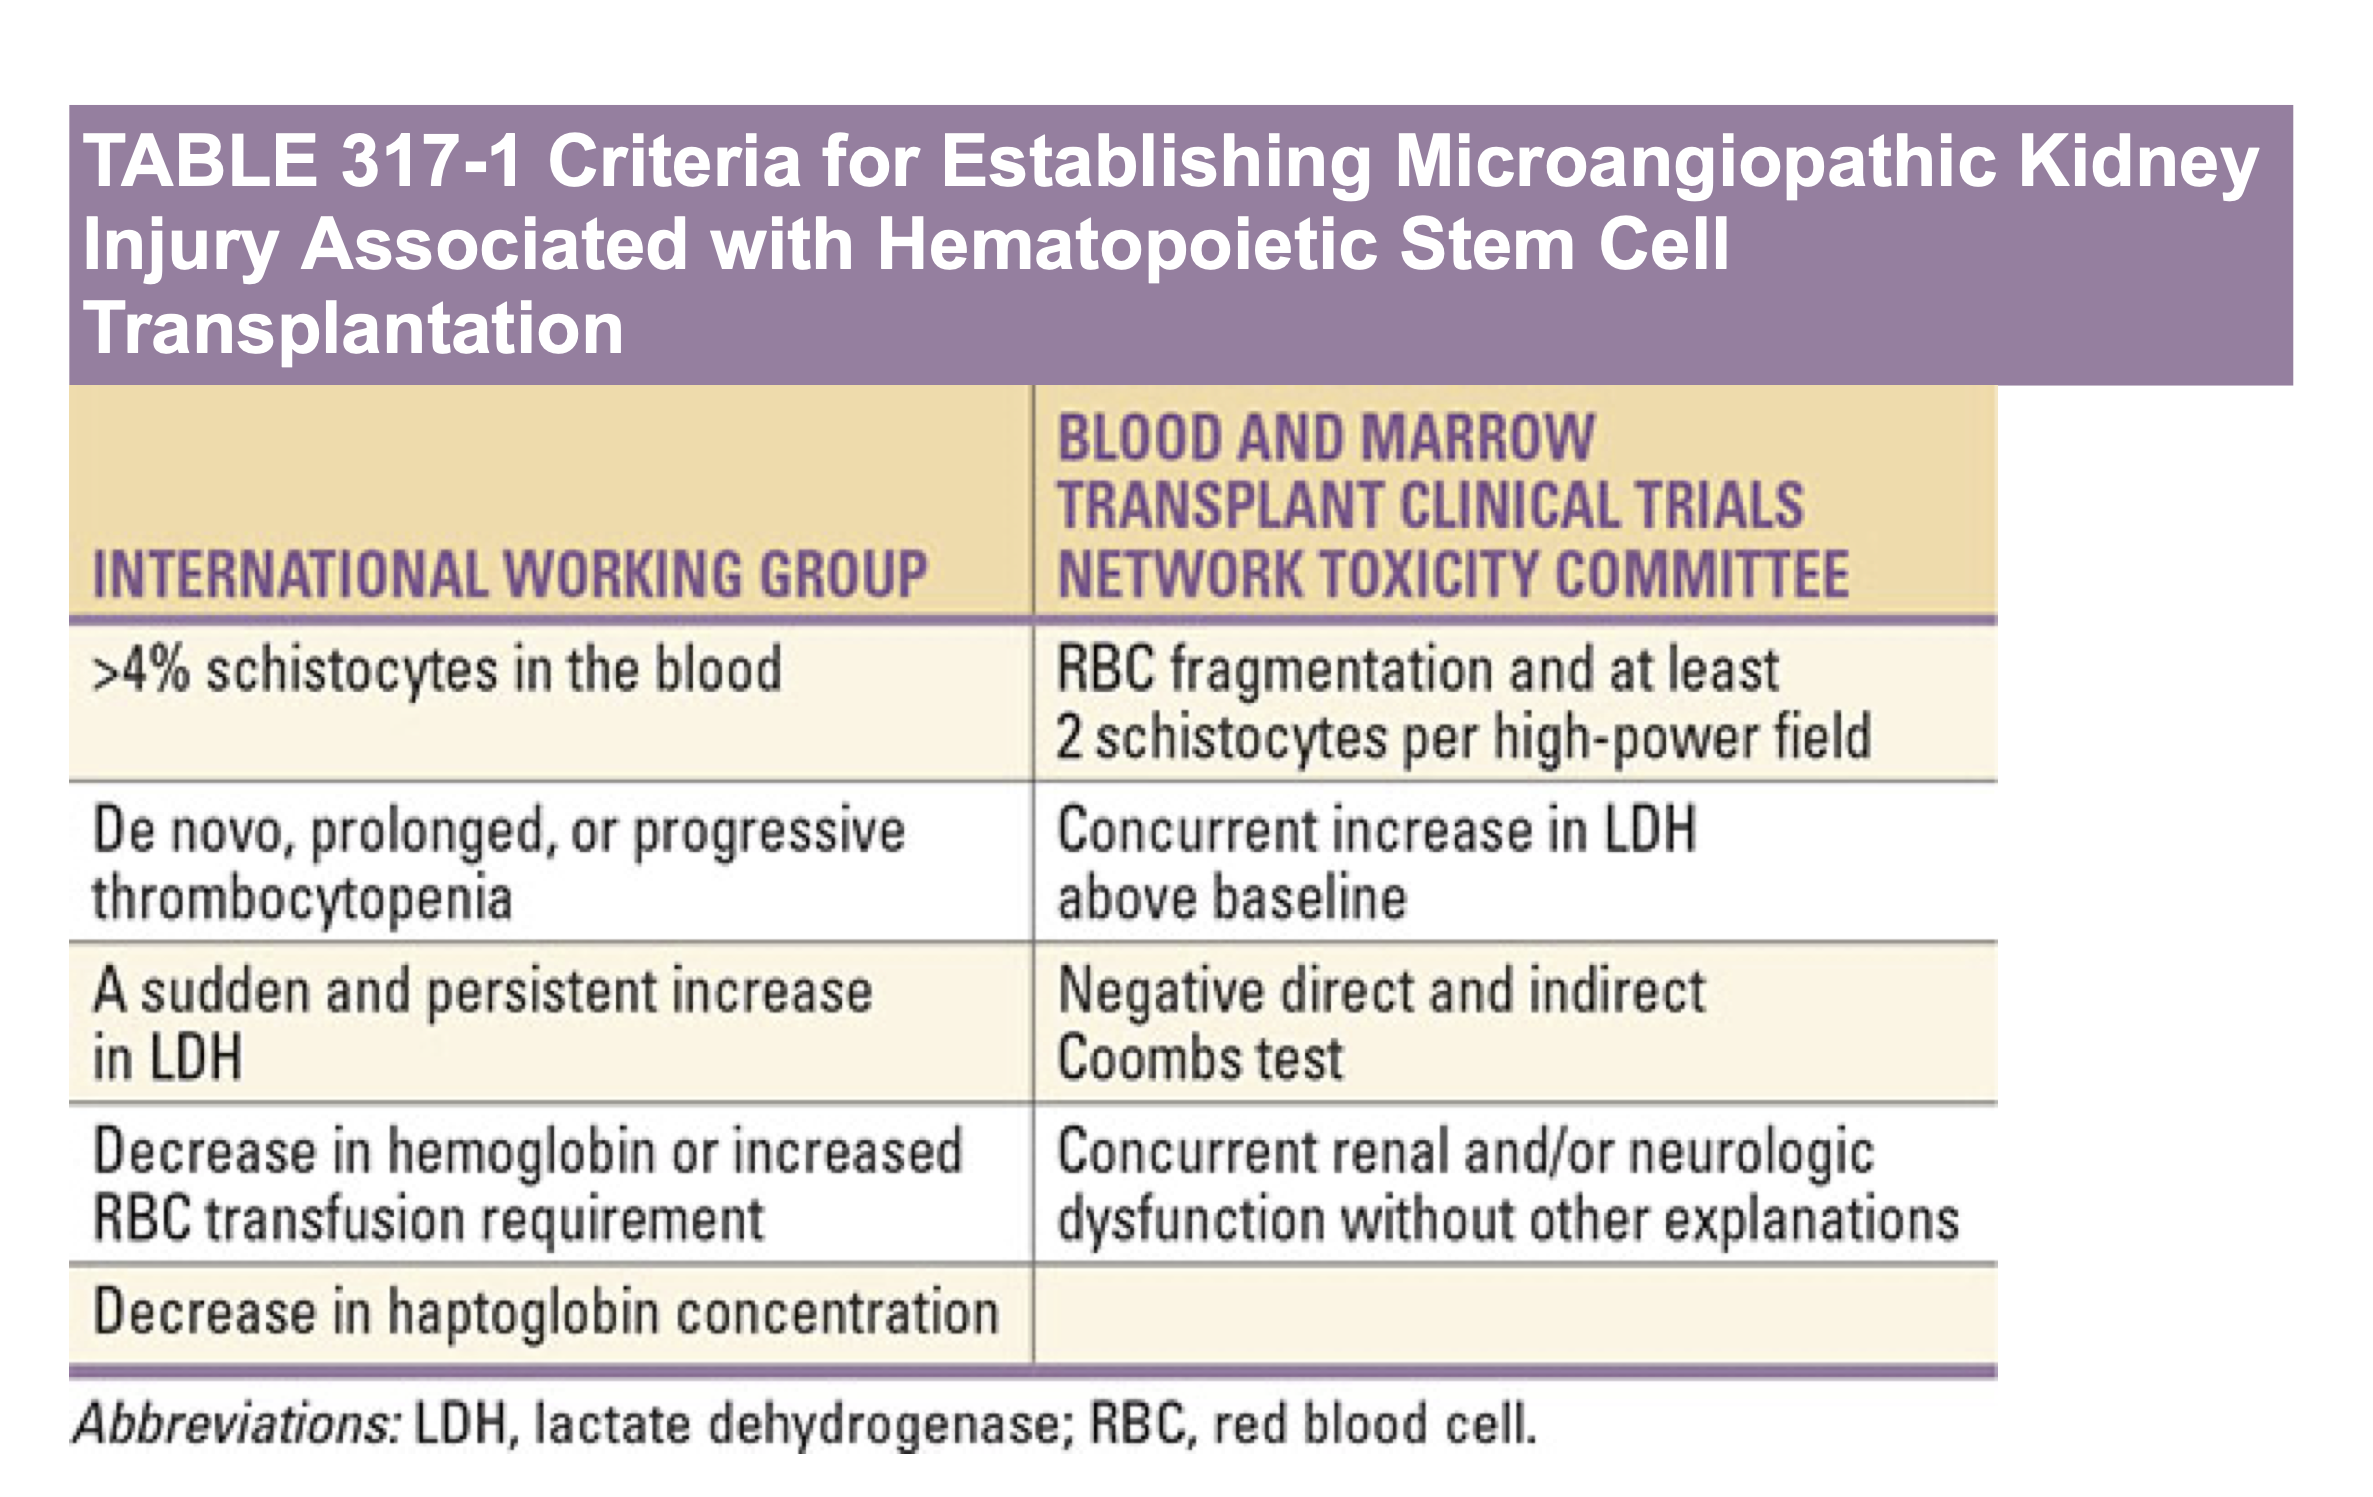 TABLE 317-1 Criteria for Establishing Microangiopathic Kidney
Injury Associated with Hematopoietic Stem Cell
Transplantation
INTERNATIONAL WORKING GROUP
BLOOD AND MARROW
TRANSPLANT CLINICAL TRIALS
NETWORK TOXICITY COMMITTEE
>4% schistocytes in the blood
RBC fragmentation and at least
2 schistocytes per high-power field
De novo, prolonged, or progressive
thrombocytopenia
Concurrent increase in LDH
above baseline
A sudden and persistent increase
in LDH
Negative direct and indirect
Coombs test
Decrease in hemoglobin or increased
RBC transfusion requirement
Concurrent renal and/or neurologic
dysfunction without other explanations
Decrease in haptoglobin concentration
Abbreviations: LDH, lactate dehydrogenase; RBC, red blood cell.